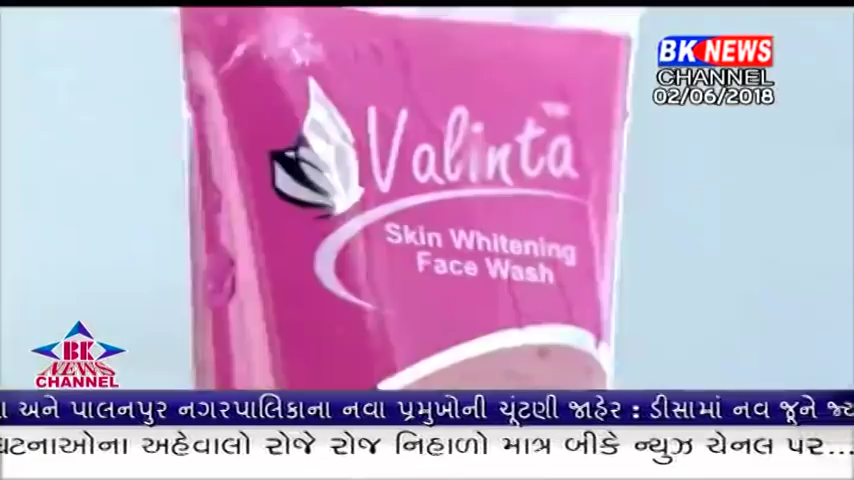 BK NEWS
CHANNEL
02/06/2018
Valinta
Skin Whitening
Face Wash
BK
NEWS
CHANNEL
અને પાલનપુર નગરપાલિકાના નવા પ્રમુખોની ચૂંટણી જાહેર : ડીસામાં નવ જૂને
ઘટનાઓના અહેવાલો રોજે રોજ નિહાળો માત્ર બીકે ન્યુઝ ચેનલ પર...